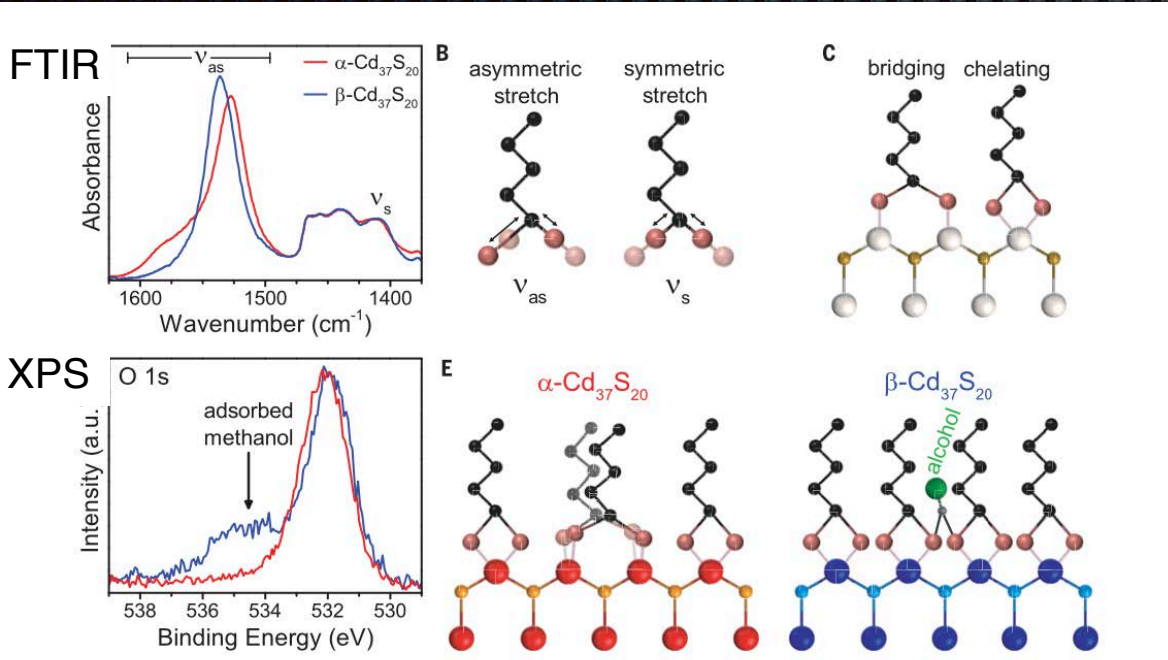 FTIR
ν_as
α-Cd₃₇S₂₀
β-Cd₃₇S₂₀
ν_s
Absorbance
1600 1500 1400
Wavenumber (cm⁻¹)
B
asymmetric
stretch
symmetric
stretch
ν_as
ν_s
C
bridging
chelating
XPS
O 1s
adsorbed
methanol
Intensity (a.u.
538 536 534 532 530
Binding Energy (eV)
E
α-Cd₃₇S₂₀
β-Cd₃₇S₂₀
alcohol